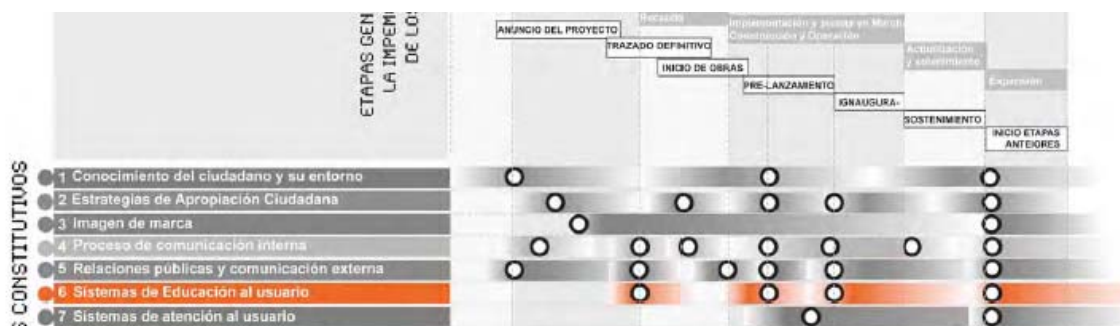 ETAPAS GEN
LA IMPEME
DE LOS
ANUNCIO DEL PROYECTO
TRAZADO DEFINITIVO
INICIO DE OBRAS
PRE-LANZAMIENTO
IGNAUGURA-
SOSTENIMIENTO
INICIO ETAPAS
ANTEIORES
Implementación y puesta en March
Construcción y Operación
Actualización
y sostenimiento
Expansión
S CONSTITUTIVOS
1 Conocimiento del ciudadano y su entorno
2 Estrategias de Apropiación Ciudadana
3 Imagen de marca
4 Proceso de comunicación interna
5 Relaciones públicas y comunicación externa
6 Sistemas de Educación al usuario
7 Sistemas de atención al usuario